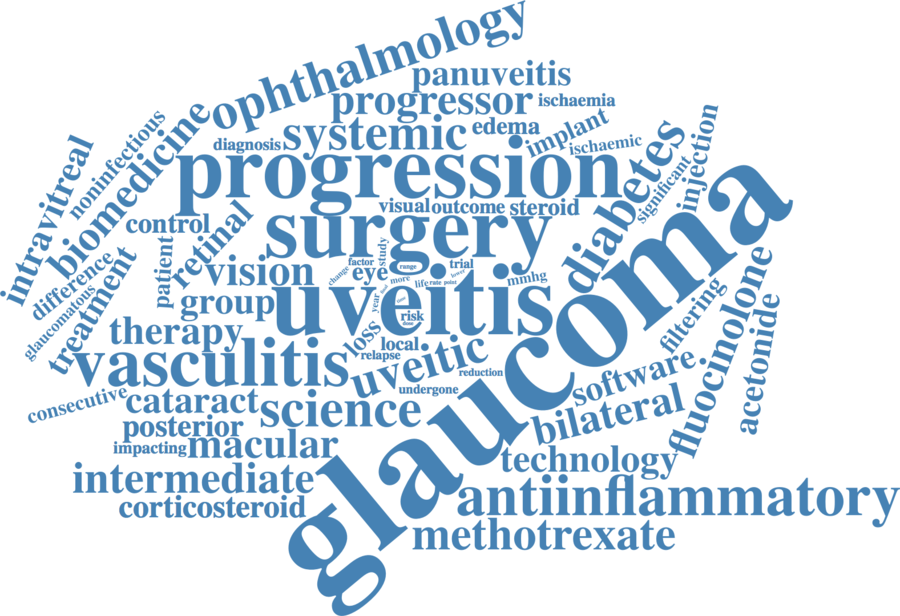 ophthalmology
panuveitis
progressor
ischaemia
systemic
edema
implant
ischaemic
diagnosis
noninfectious
biomedicine
intravitreal
progression
diabetes
significant
injection
visual
outcome
steroid
control
surgery
retinal
patient
difference
glaucomatous
treatment
vision
factor
study
change
eye
range
trial
more
life
rate
point
lower
mmhg
year
group
uveitis
risk
therapy
loss
local
relapse
vasculitis
uveitic
reduction
undergone
glaucoma
filtering
fluocinolone
acetonide
software
bilateral
consecutive
cataract
science
posterior
impacting
macular
technology
intermediate
corticosteroid
antiinflammatory
methotrexate